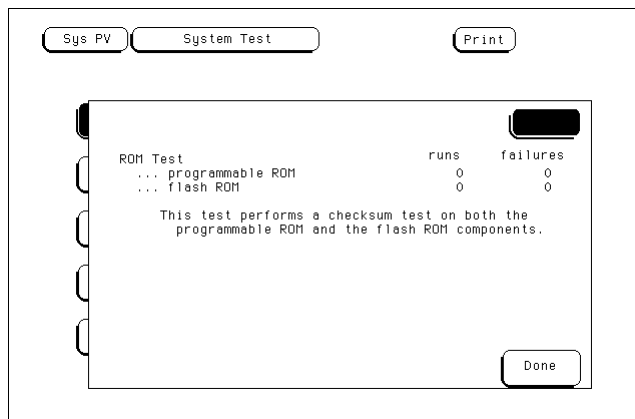 Sys PV System Test Print
runs failures
ROM Test
... programmable ROM 0 0
... flash ROM 0 0
This test performs a checksum test on both the
programmable ROM and the flash ROM components.
Done